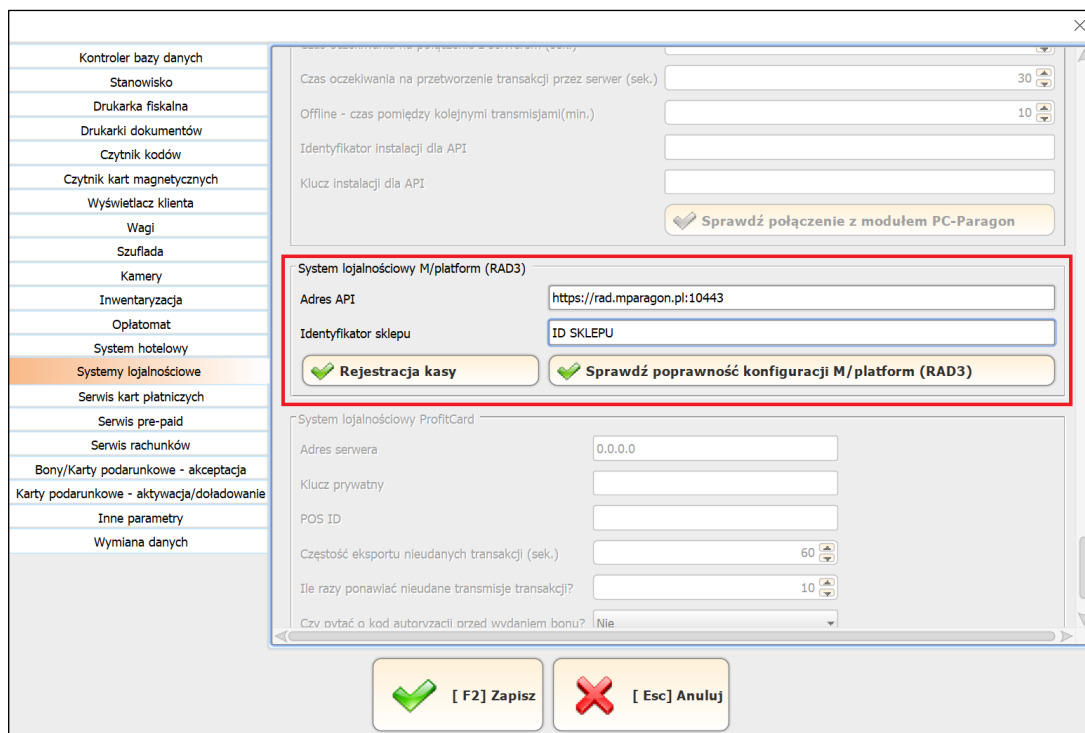 Kontroler bazy danych
Stanowisko
Drukarka fiskalna
Drukarki dokumentów
Czytnik kodów
Czytnik kart magnetycznych
Wyświetlacz klienta
Wagi
Szuflada
Kamery
Inwentaryzacja
Opłatomat
System hotelowy
Systemy lojalnościowe
Serwis kart płatniczych
Serwis pre-paid
Serwis rachunków
Bony/Karty podarunkowe - akceptacja
Karty podarunkowe - aktywacja/doładowanie
Inne parametry
Wymiana danych
Czas oczekiwania na przetworzenie transakcji przez serwer (sek.) 30
Offline - czas pomiędzy kolejnymi transmisjami(min.) 10
Identyfikator instalacji dla API
Klucz instalacji dla API
Sprawdź połączenie z modułem PC-Paragon
System lojalnościowy M/platform (RAD3)
Adres API https://rad.mparagon.pl:10443
Identyfikator sklepu ID SKLEPU
Rejestracja kasy Sprawdź poprawność konfiguracji M/platform (RAD3)
System lojalnościowy ProfitCard
Adres serwera 0.0.0.0
Klucz prywatny
POS ID
Częstość eksportu nieudanych transakcji (sek.) 60
Ile razy ponawiać nieudane transmisje transakcji? 10
Czy pytać o kod autoryzacji przed wydaniem bonu? Nie
[ F2] Zapisz [ Esc] Anuluj